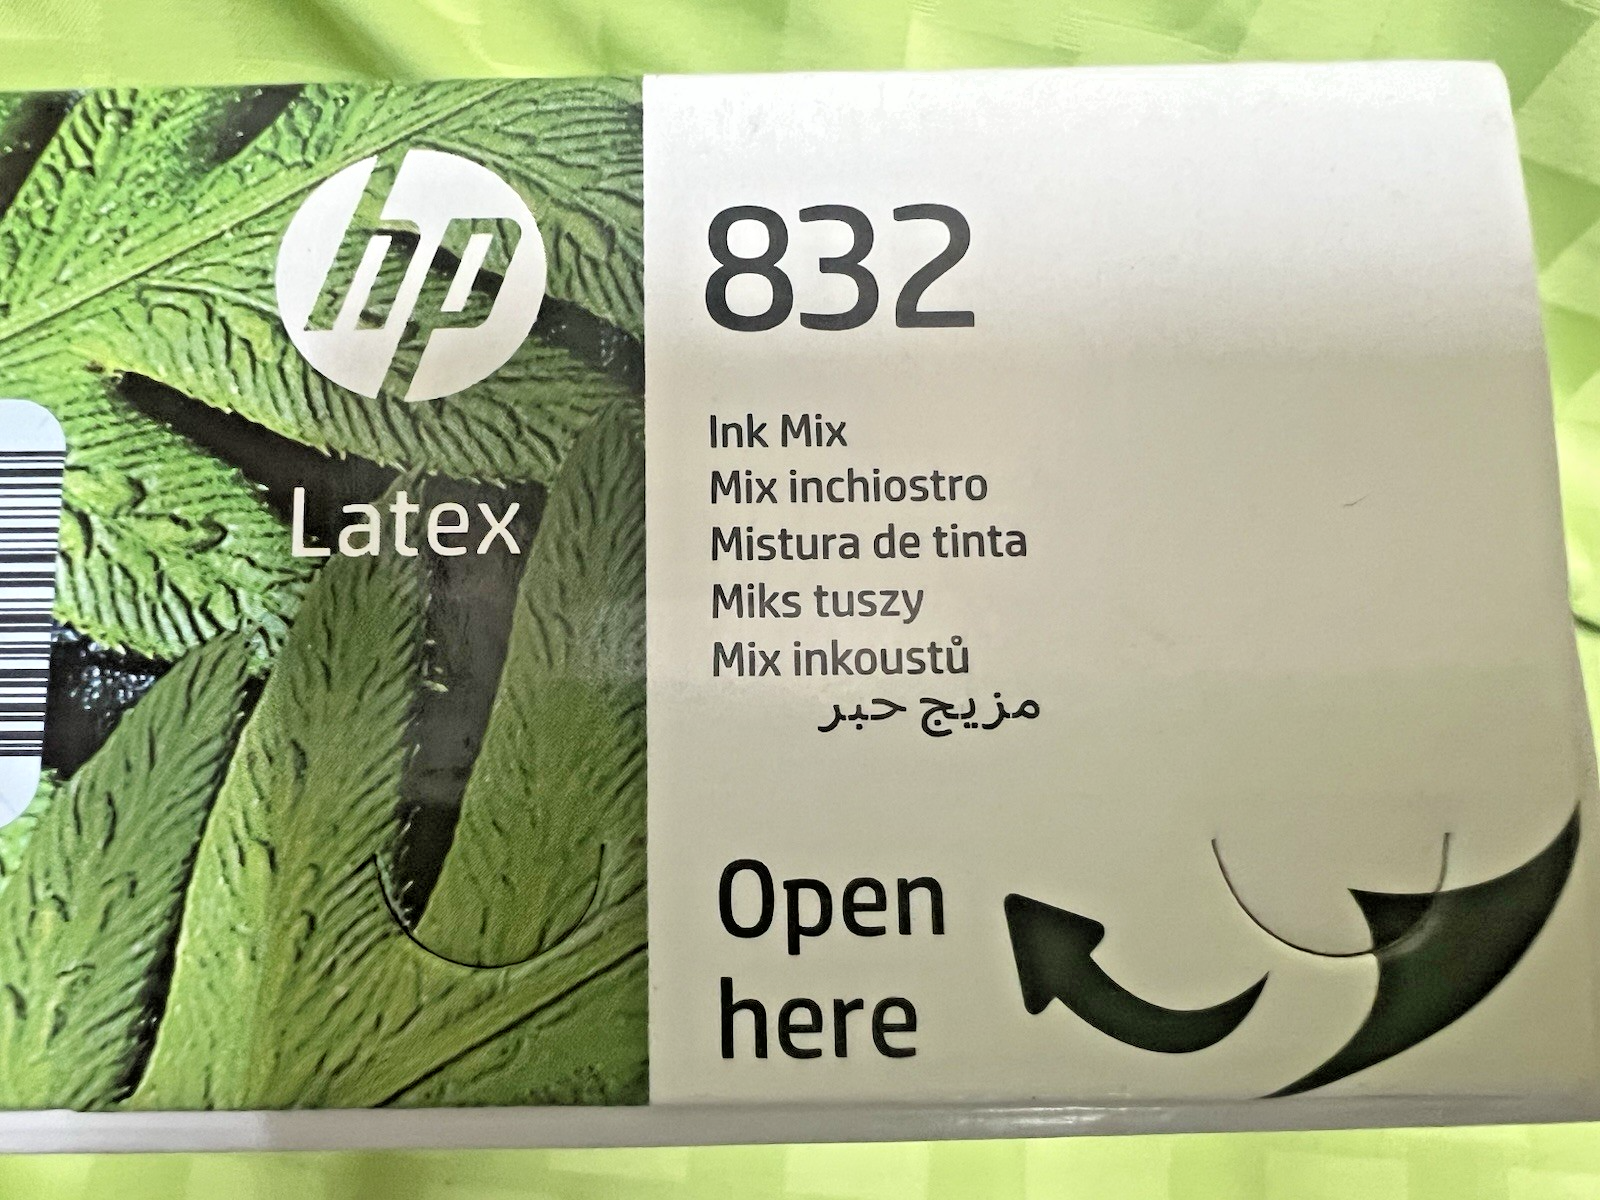 hp
Latex
832
Ink Mix
Mix inchiostro
Mistura de tinta
Miks tuszy
Mix inkoustů
مزيج حبر
Open
here